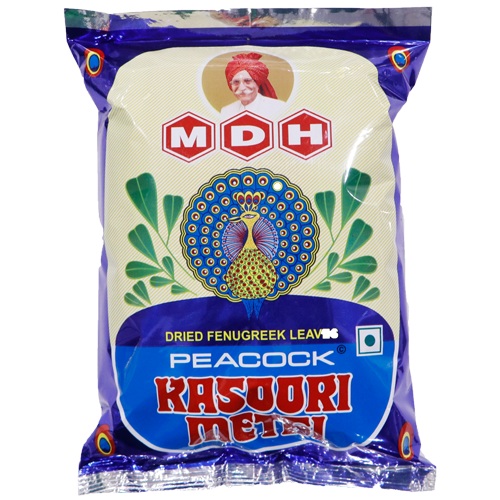 MDH
DRIED FENUGREEK LEAVES
PEACOCK ©
KASOORI
METHI